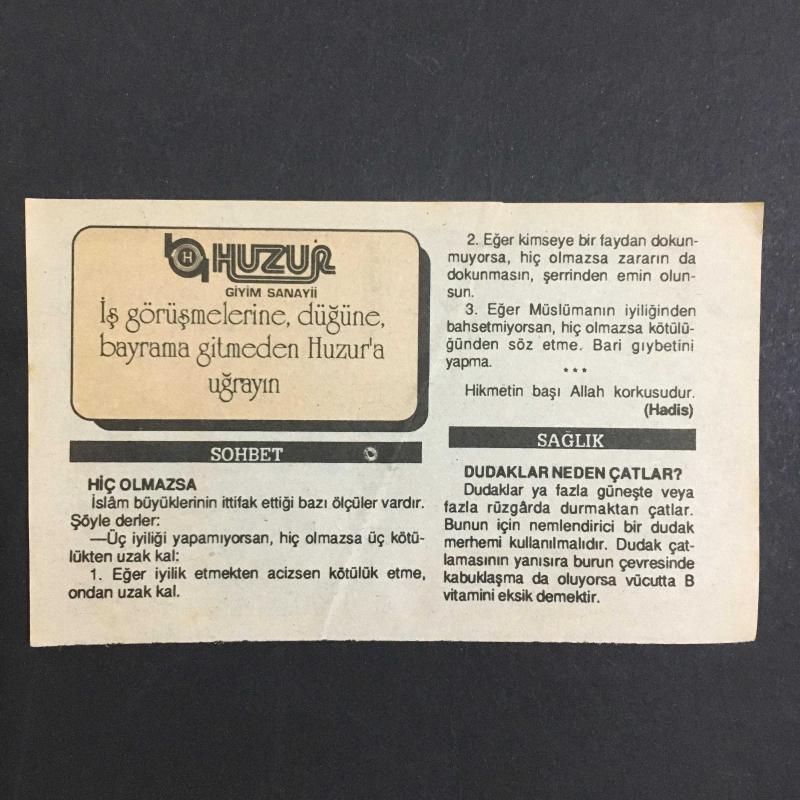 HUZUR
GİYİM SANAYİİ
İş görüşmelerine, düğüne,
bayrama gitmeden Huzur'a
uğrayın
SOHBET
HİÇ OLMAZSA
İslâm büyüklerinin ittifak ettiği bazı ölçüler vardır.
Şöyle derler:
—Üç iyiliği yapamıyorsan, hiç olmazsa üç kötü-
lükten uzak kal:
1. Eğer iyilik etmekten acizsen kötülük etme,
ondan uzak kal.
2. Eğer kimseye bir faydan dokun-
muyorsa, hiç olmazsa zararın da
dokunmasın, şerrinden emin olun-
sun.
3. Eğer Müslümanın iyiliğinden
bahsetmiyorsan, hiç olmazsa kötülü-
ğünden söz etme. Bari gıybetini
yapma.
***
Hikmetin başı Allah korkusudur.
(Hadis)
SAĞLIK
DUDAKLAR NEDEN ÇATLAR?
Dudaklar ya fazla güneşte veya
fazla rüzgârda durmaktan çatlar.
Bunun için nemlendirici bir dudak
merhemi kullanılmalıdır. Dudak çat-
lamasının yanısıra burun çevresinde
kabuklaşma da oluyorsa vücutta B
vitamini eksik demektir.